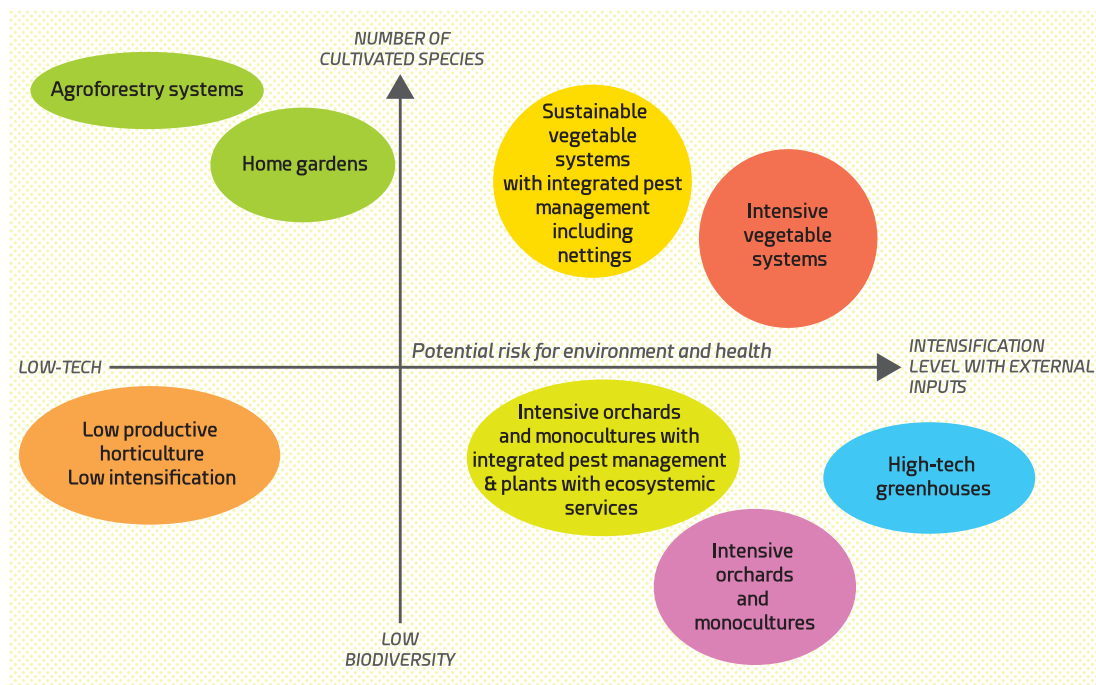 NUMBER OF
CULTIVATED SPECIES
Agroforestry systems
Home gardens
Sustainable
vegetable
systems
with integrated pest
management
including
nettings
Intensive
vegetable
systems
Potential risk for environment and health
LOW-TECH
INTENSIFICATION
LEVEL WITH EXTERNAL
INPUTS
Low productive
horticulture
Low intensification
Intensive orchards
and monocultures with
integrated pest management
& plants with ecosystemic
services
High-tech
greenhouses
Intensive
orchards
and
monocultures
LOW
BIODIVERSITY